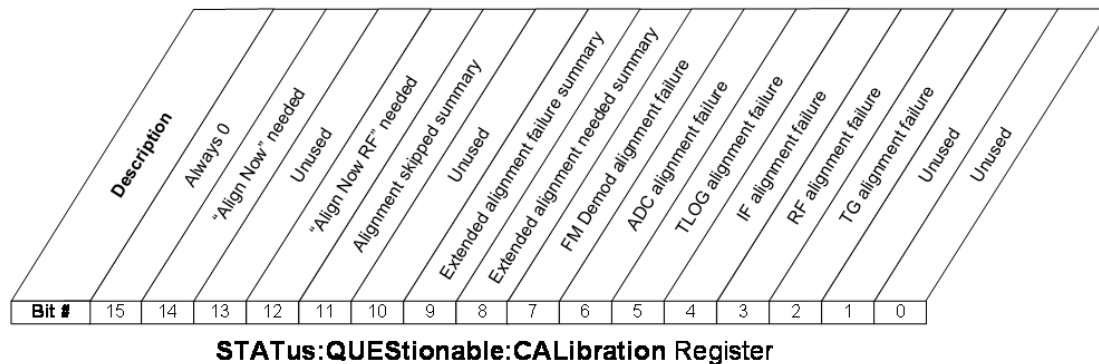 Description
Always 0
“Align Now” needed
Unused
“Align Now RF” needed
Alignment skipped summary
Unused
Extended alignment failure summary
Extended alignment needed summary
FM Demod alignment failure
ADC alignment failure
TLOG alignment failure
IF alignment failure
RF alignment failure
TG alignment failure
Unused
Unused
Bit # 15 14 13 12 11 10 9 8 7 6 5 4 3 2 1 0
STATus:QUEStionable:CALibration Register